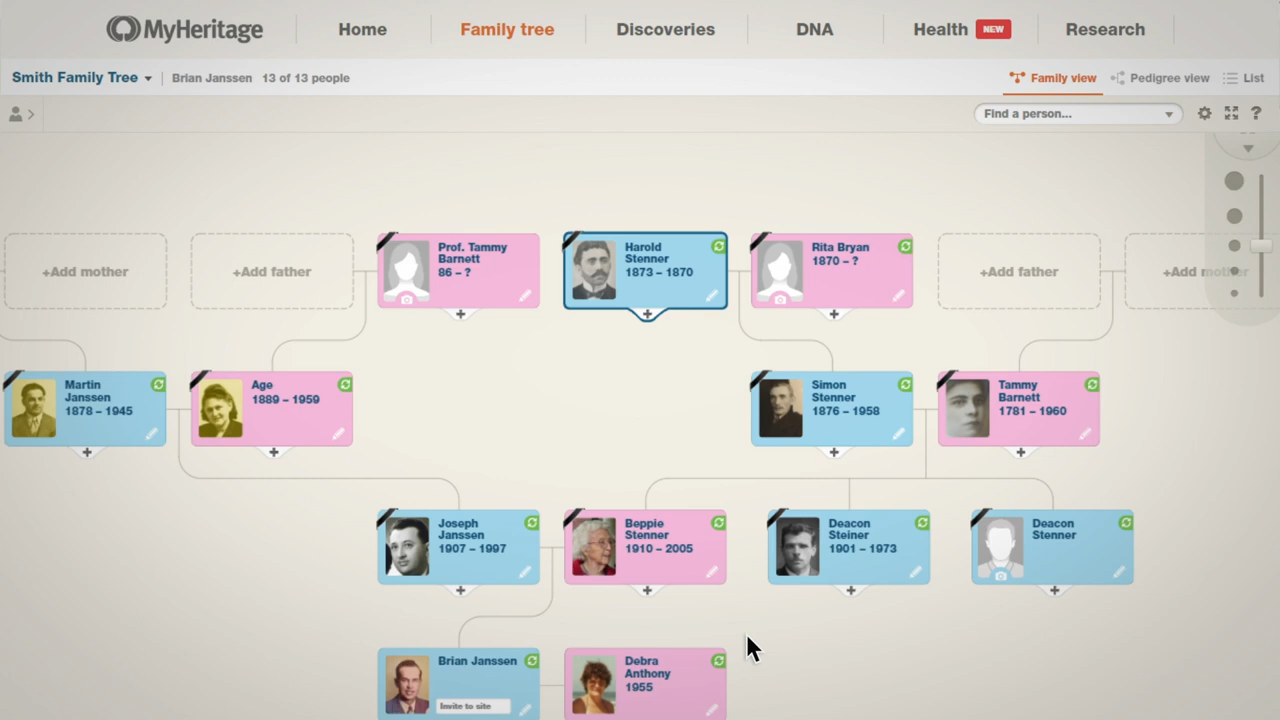 MyHeritage
Home
Family tree
Discoveries
DNA
Health NEW
Research
Smith Family Tree
Brian Janssen 13 of 13 people
Family view
Pedigree view
List
Find a person...
?
+Add mother
+Add father
Prof. Tammy
Barnett
86 – ?
Harold
Stenner
1873 – 1870
Rita Bryan
1870 – ?
+Add father
+Add mother
Martin
Janssen
1878 – 1945
Age
1889 – 1959
Simon
Stenner
1876 – 1958
Tammy
Barnett
1781 – 1960
Joseph
Janssen
1907 – 1997
Beppie
Stenner
1910 – 2005
Deacon
Steiner
1901 – 1973
Deacon
Stenner
Brian Janssen
Invite to site
Debra
Anthony
1955